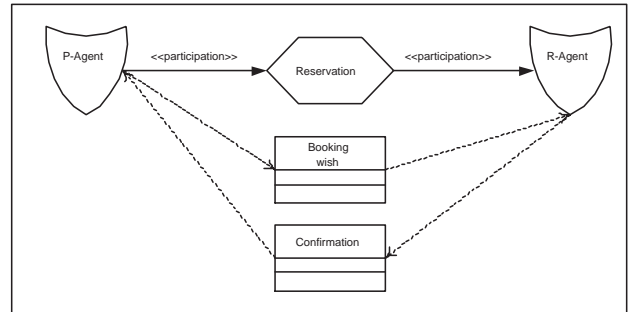 P-Agent
<<participation>>
Reservation
<<participation>>
R-Agent
Booking
wish
Confirmation